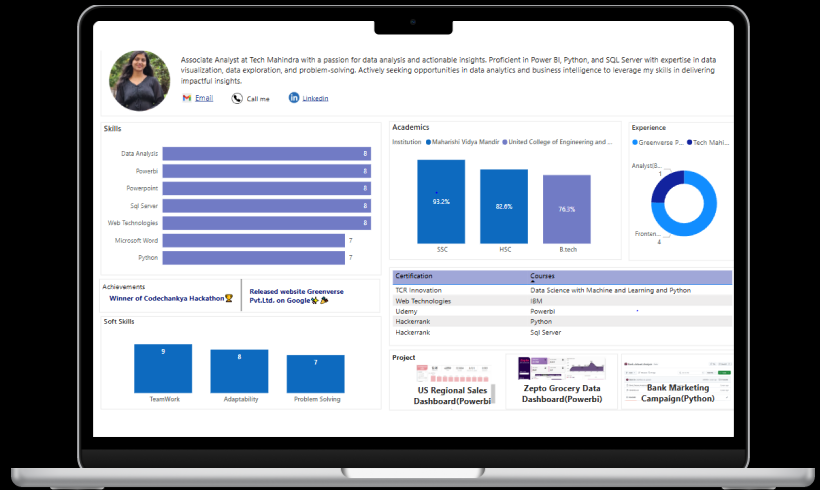 Associate Analyst at Tech Mahindra with a passion for data analysis and actionable insights. Proficient in Power BI, Python, and SQL Server with expertise in data
visualization, data exploration, and problem-solving. Actively seeking opportunities in data analytics and business intelligence to leverage my skills in delivering
impactful insights.
Email Call me Linkedin
Skills
Data Analysis 8
Powerbi 8
Powerpoint 8
Sql Server 8
Web Technologies 8
Microsoft Word 7
Python 7
Academics
Institution Maharishi Vidya Mandir United College of Engineering and ...
93.2% 82.6% 76.3%
SSC HSC B.tech
Experience
Greenverse P... Tech Mahi...
Analyst(B...
1
Fronten...
4
Achievements
Winner of Codechankya Hackathon🏆
Released website Greenverse
Pvt.Ltd. on Google
Certification Courses
TCR Innovation Data Science with Machine and Learning and Python
Web Technologies IBM
Udemy Powerbi
Hackerrank Python
Hackerrank Sql Server
Soft Skills
9 8 7
TeamWork Adaptability Problem Solving
Project
US Regional Sales
Dashboard(Powerbi
Zepto Grocery Data
Dashboard(Powerbi)
Bank Marketing
Campaign(Python)